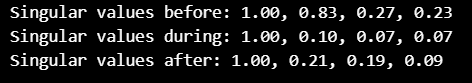 Singular values before: 1.00, 0.83, 0.27, 0.23
Singular values during: 1.00, 0.10, 0.07, 0.07
Singular values after: 1.00, 0.21, 0.19, 0.09